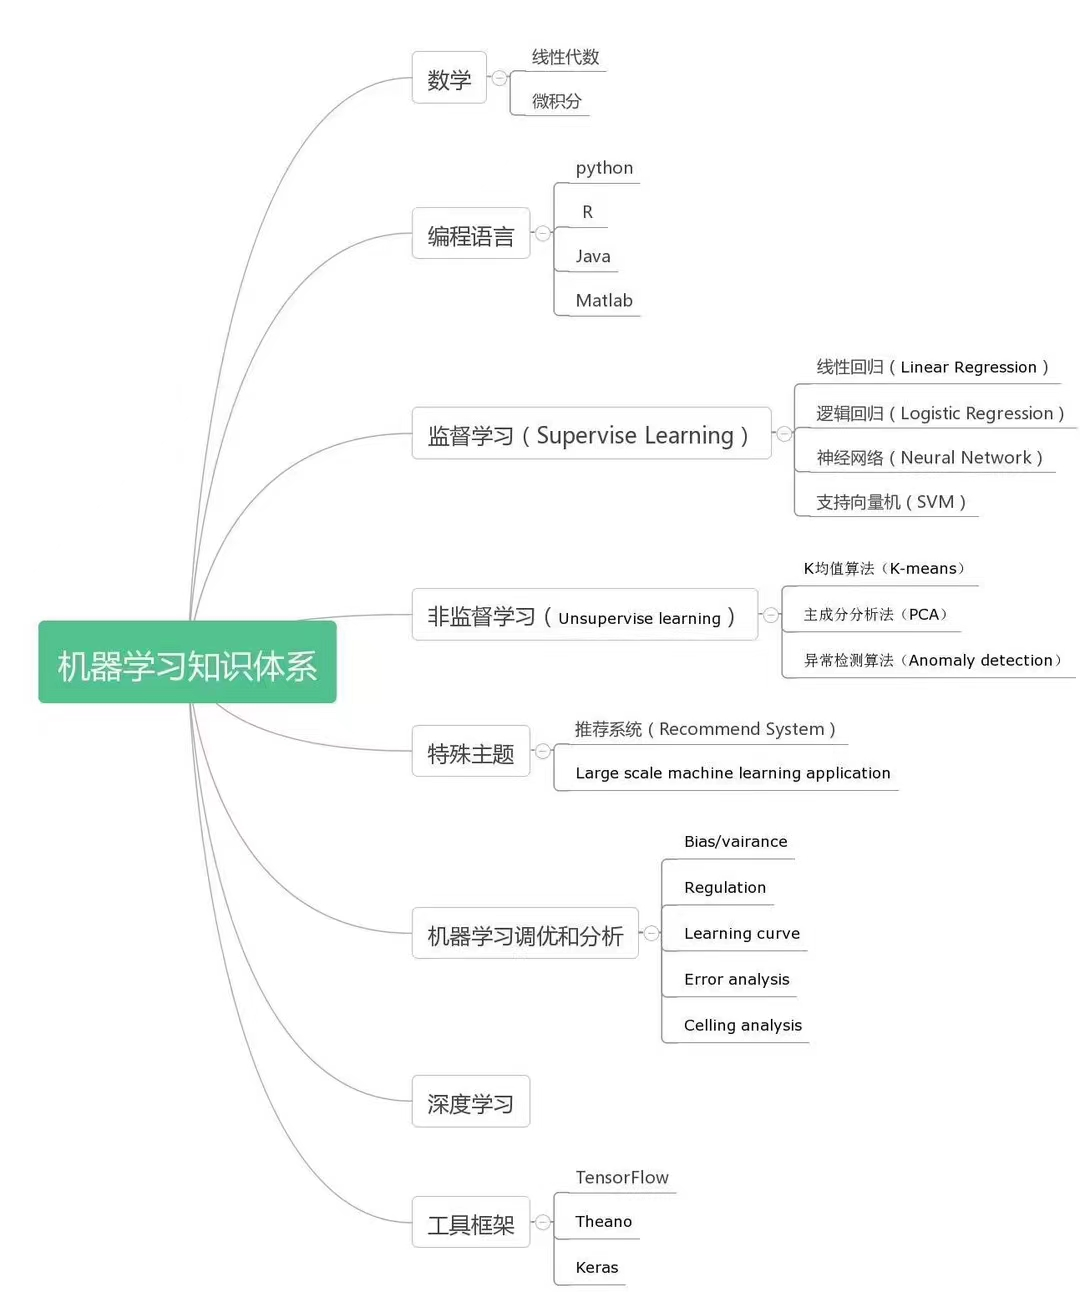 机器学习知识体系
数学
线性代数
微积分
编程语言
python
R
Java
Matlab
监督学习（Supervise Learning）
线性回归（Linear Regression）
逻辑回归（Logistic Regression）
神经网络（Neural Network）
支持向量机（SVM）
非监督学习（Unsupervise learning）
K均值算法（K-means）
主成分分析法（PCA）
异常检测算法（Anomaly detection）
特殊主题
推荐系统（Recommend System）
Large scale machine learning application
机器学习调优和分析
Bias/vairance
Regulation
Learning curve
Error analysis
Celling analysis
深度学习
工具框架
TensorFlow
Theano
Keras